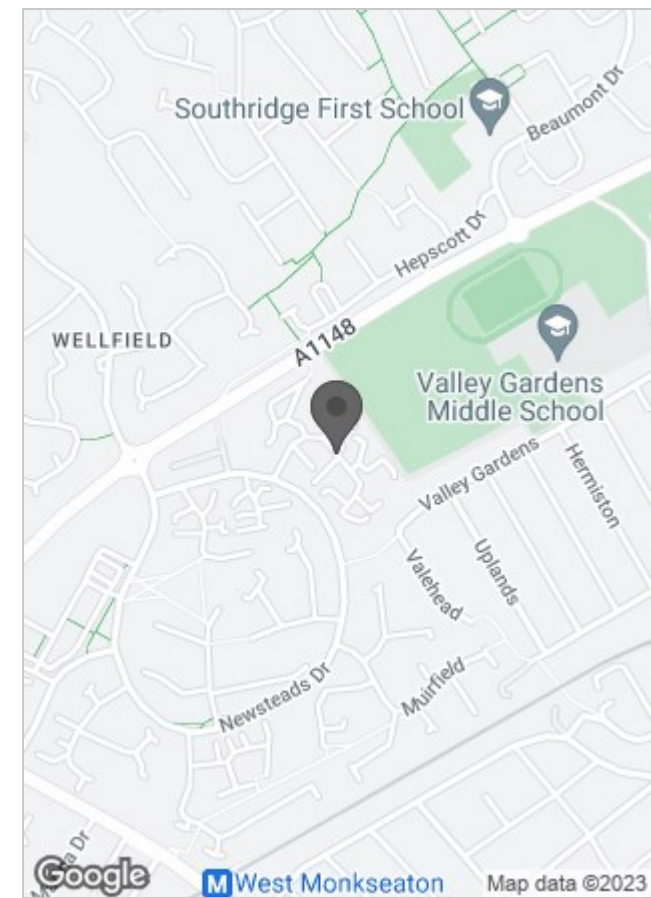 Southridge First School
Beaumont Dr
Hepscott Dr
WELLFIELD
A1148
Valley Gardens
Middle School
Valley Gardens
Hermiston
Uplands
Valehead
Muirfield
Newsteads Dr
Dr
Google
M West Monkseaton
Map data ©2023